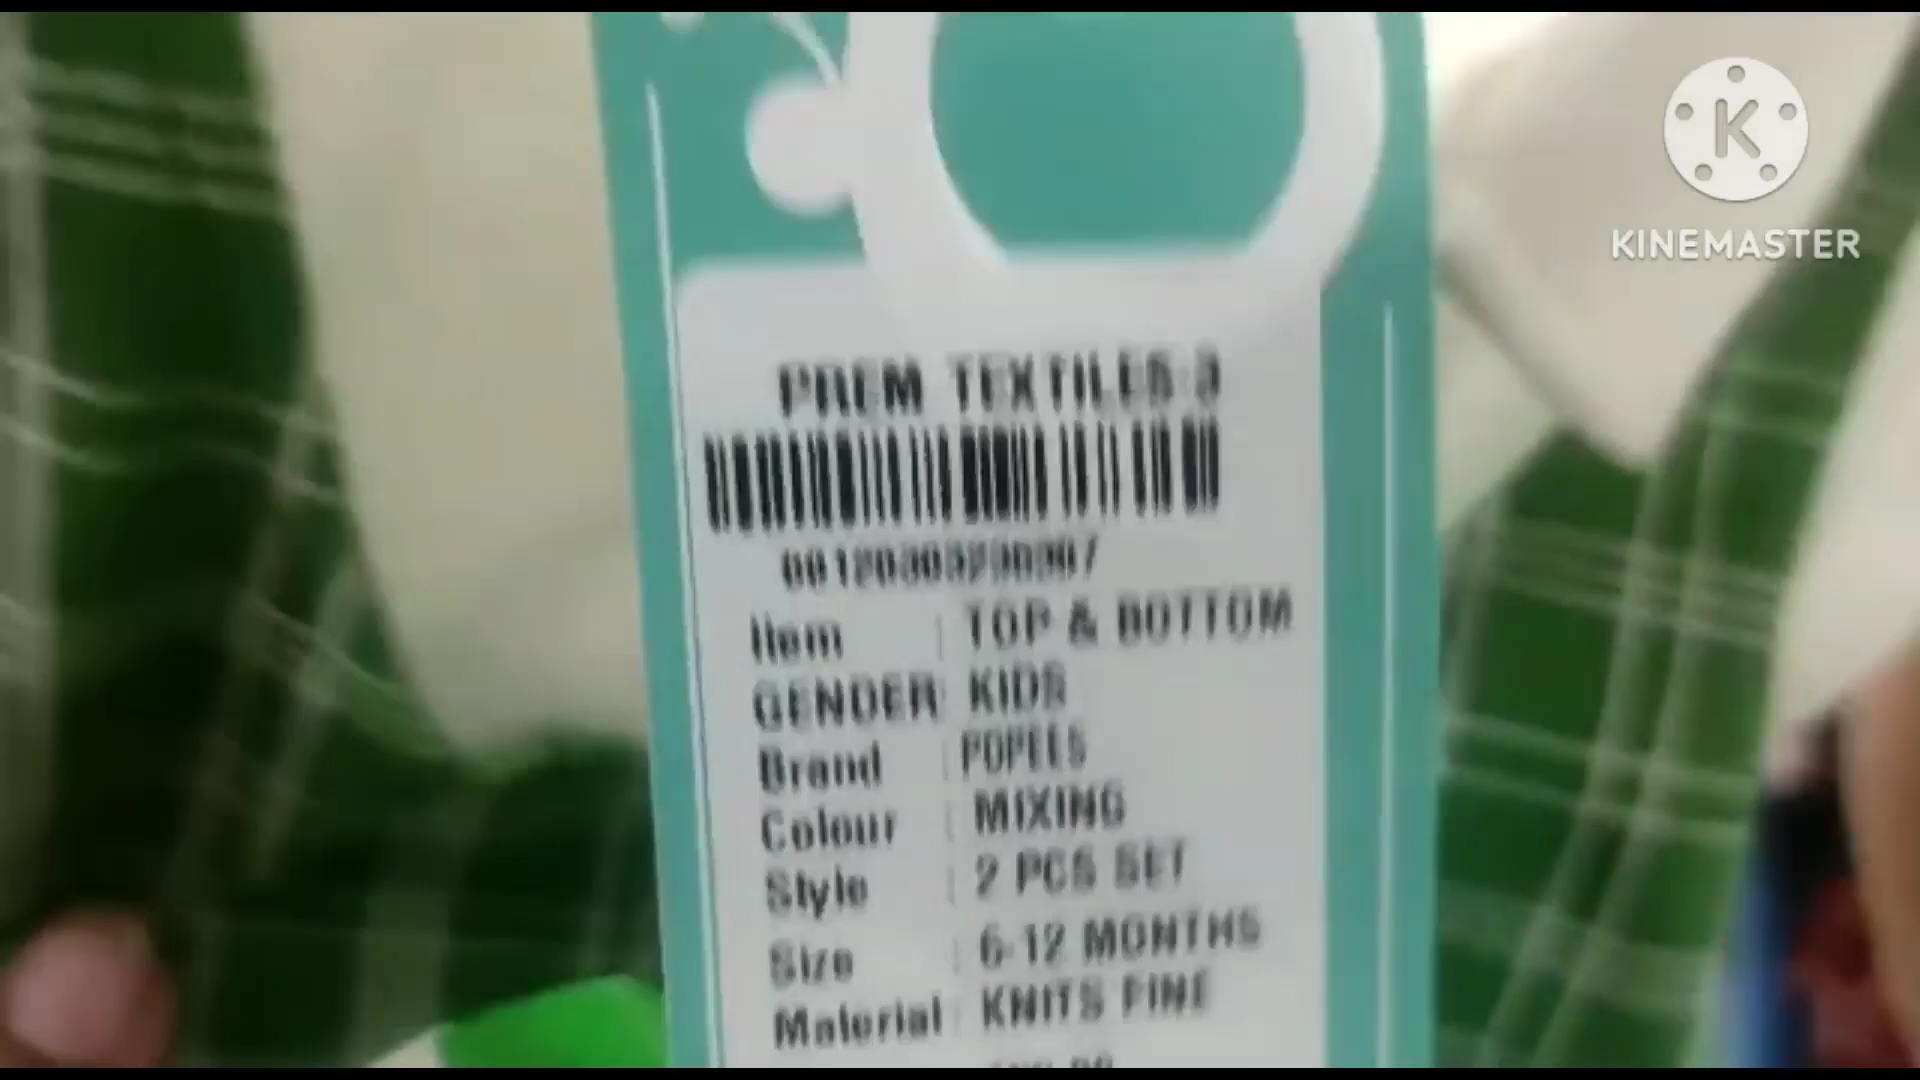 K
KINEMASTER
PREM TEXTILES-3
Item : TOP & BOTTOM
GENDER: KIDS
Brand : POPEES
Colour : MIXING
Style : 2 PCS SET
Size : 6-12 MONTHS
Material : KNITS FINE